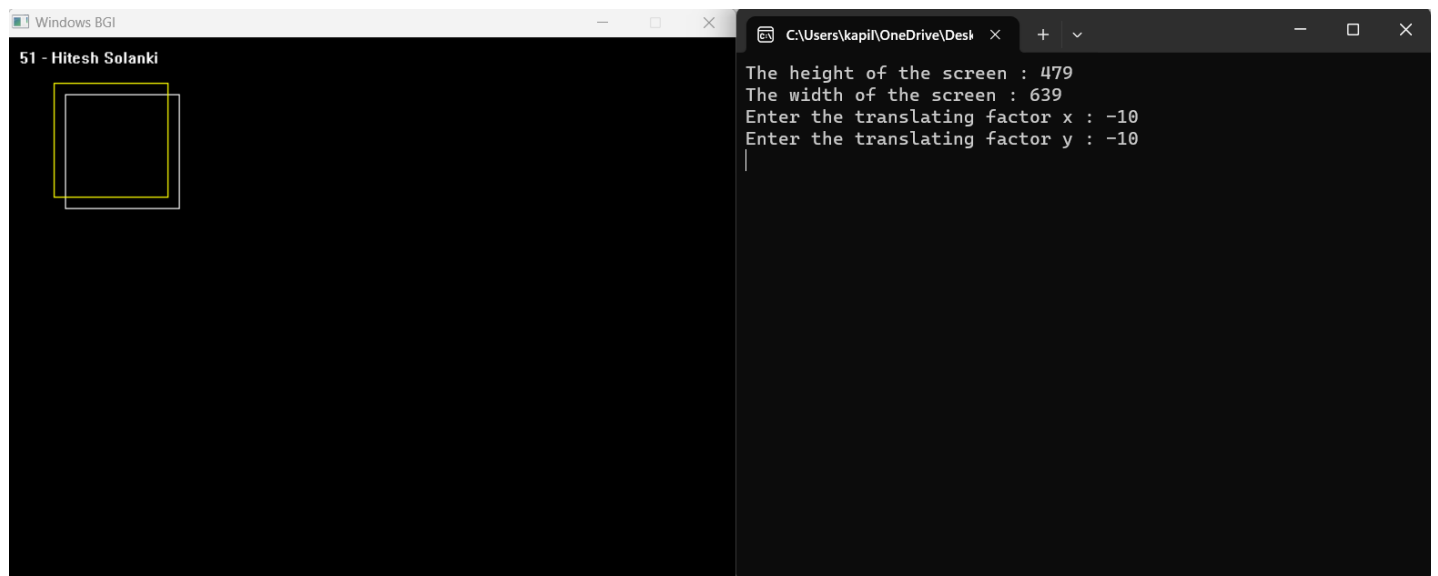 Windows BGI
51 - Hitesh Solanki
C:\Users\kapil\OneDrive\Desk
The height of the screen : 479
The width of the screen : 639
Enter the translating factor x : -10
Enter the translating factor y : -10